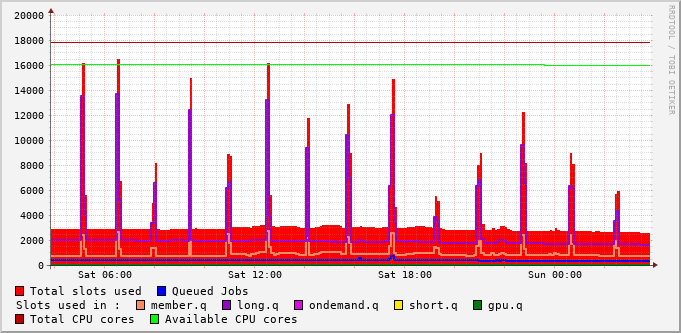 20000
18000
16000
14000
12000
10000
8000
6000
4000
2000
0
Sat 06:00 Sat 12:00 Sat 18:00 Sun 00:00
RRDTOOL / TOBI OETIKER
Total slots used Queued Jobs
Slots used in : member.q long.q ondemand.q short.q gpu.q
Total CPU cores Available CPU cores